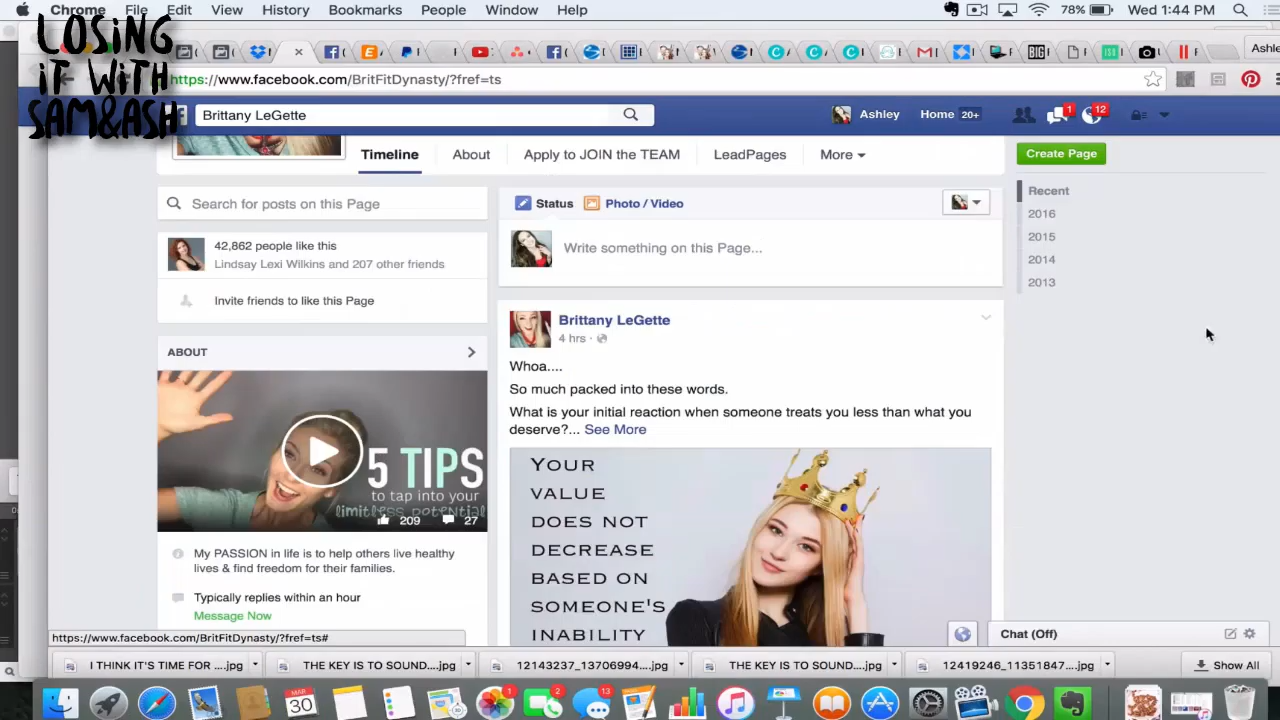 Chrome File Edit View History Bookmarks People Window Help 78% Wed 1:44 PM
LOSING
IT WITH
SAM&ASH
Ashle
https://www.facebook.com/BritFitDynasty/?fref=ts
Brittany LeGette Ashley Home 20+ 1 12
Timeline About Apply to JOIN the TEAM LeadPages More Create Page
Search for posts on this Page
42,862 people like this
Lindsay Lexi Wilkins and 207 other friends
Invite friends to like this Page
ABOUT
5 TIPS
to tap into your
limitless potential
209 27
My PASSION in life is to help others live healthy
lives & find freedom for their families.
Typically replies within an hour
Message Now
Status Photo / Video
Write something on this Page...
Brittany LeGette
4 hrs
Whoa....
So much packed into these words.
What is your initial reaction when someone treats you less than what you
deserve?... See More
YOUR
VALUE
DOES NOT
DECREASE
BASED ON
SOMEONE'S
INABILITY
Recent
2016
2015
2014
2013
https://www.facebook.com/BritFitDynasty/?fref=ts#
Chat (Off)
I THINK IT'S TIME FOR ....jpg THE KEY IS TO SOUND....jpg 12143237_13706994....jpg THE KEY IS TO SOUND....jpg 12419246_11351847....jpg Show All
MAR
30
1 2 13